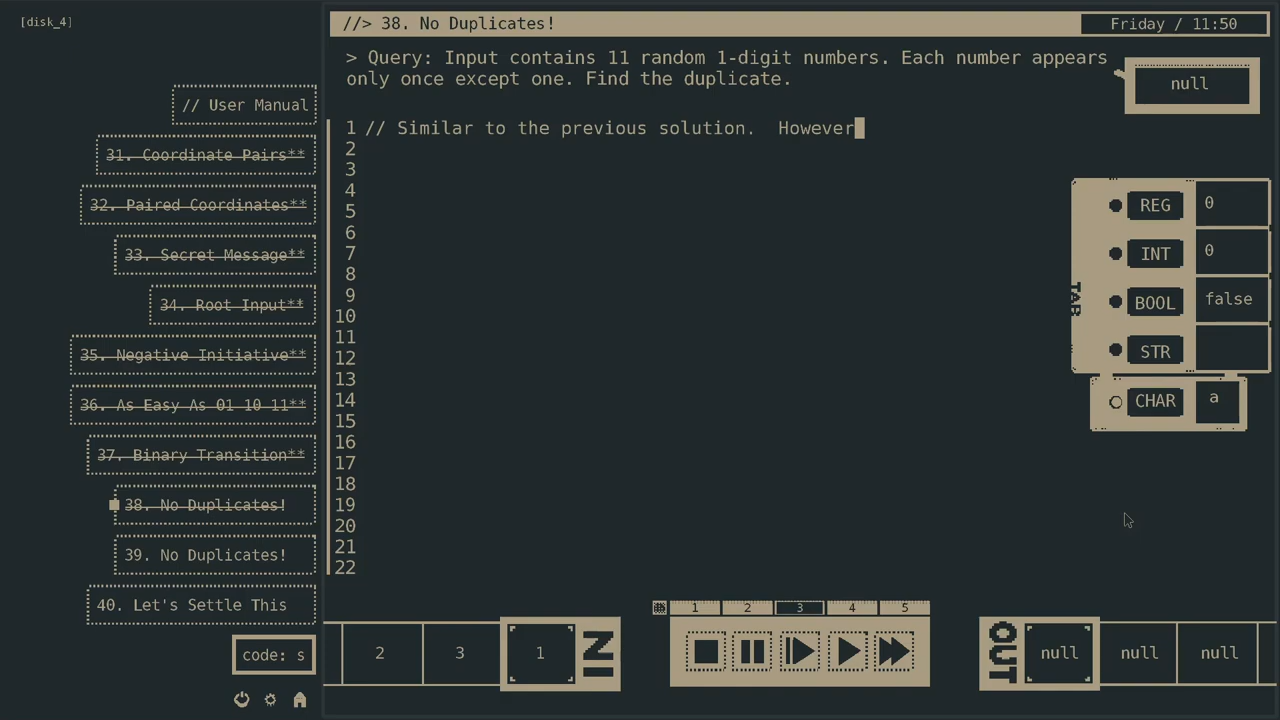 [disk_4]
// User Manual
31. Coordinate Pairs**
32. Paired Coordinates**
33. Secret Message**
34. Root Input**
35. Negative Initiative**
36. As Easy As 01 10 11**
37. Binary Transition**
38. No Duplicates!
39. No Duplicates!
40. Let's Settle This
code: s
//> 38. No Duplicates!
Friday / 11:50
> Query: Input contains 11 random 1-digit numbers. Each number appears
only once except one. Find the duplicate.
null
1 // Similar to the previous solution.  However
2
3
4
5
6
7
8
9
10
11
12
13
14
15
16
17
18
19
20
21
22
REG 0
INT 0
BOOL false
STR
CHAR a
1 2 3 4 5
2 3 1 IN
OUT null null null